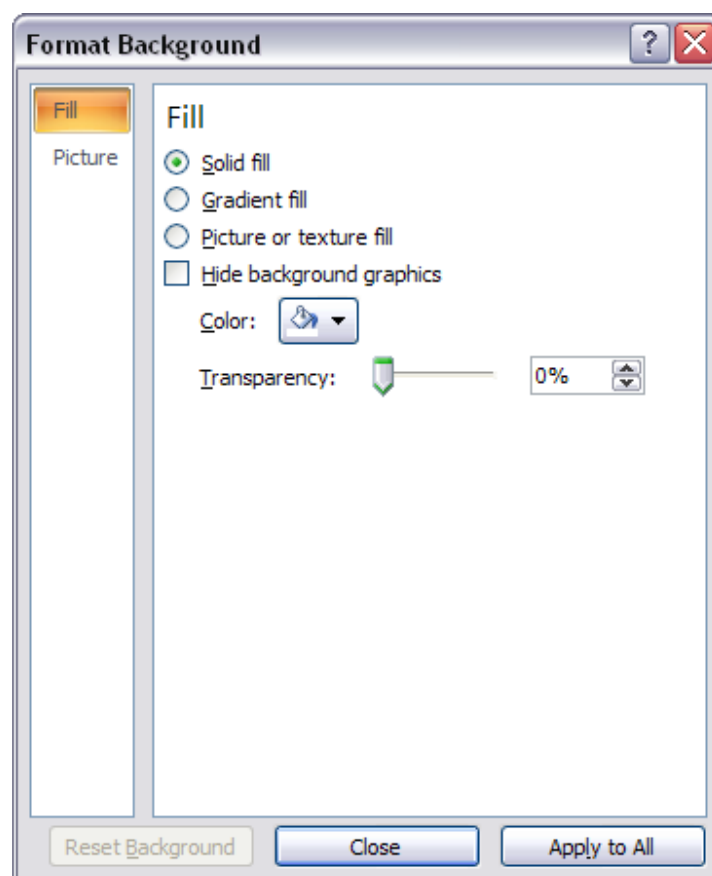 Format Background
?
Fill
Picture
Fill
Solid fill
Gradient fill
Picture or texture fill
Hide background graphics
Color:
Transparency: 0%
Reset Background Close Apply to All